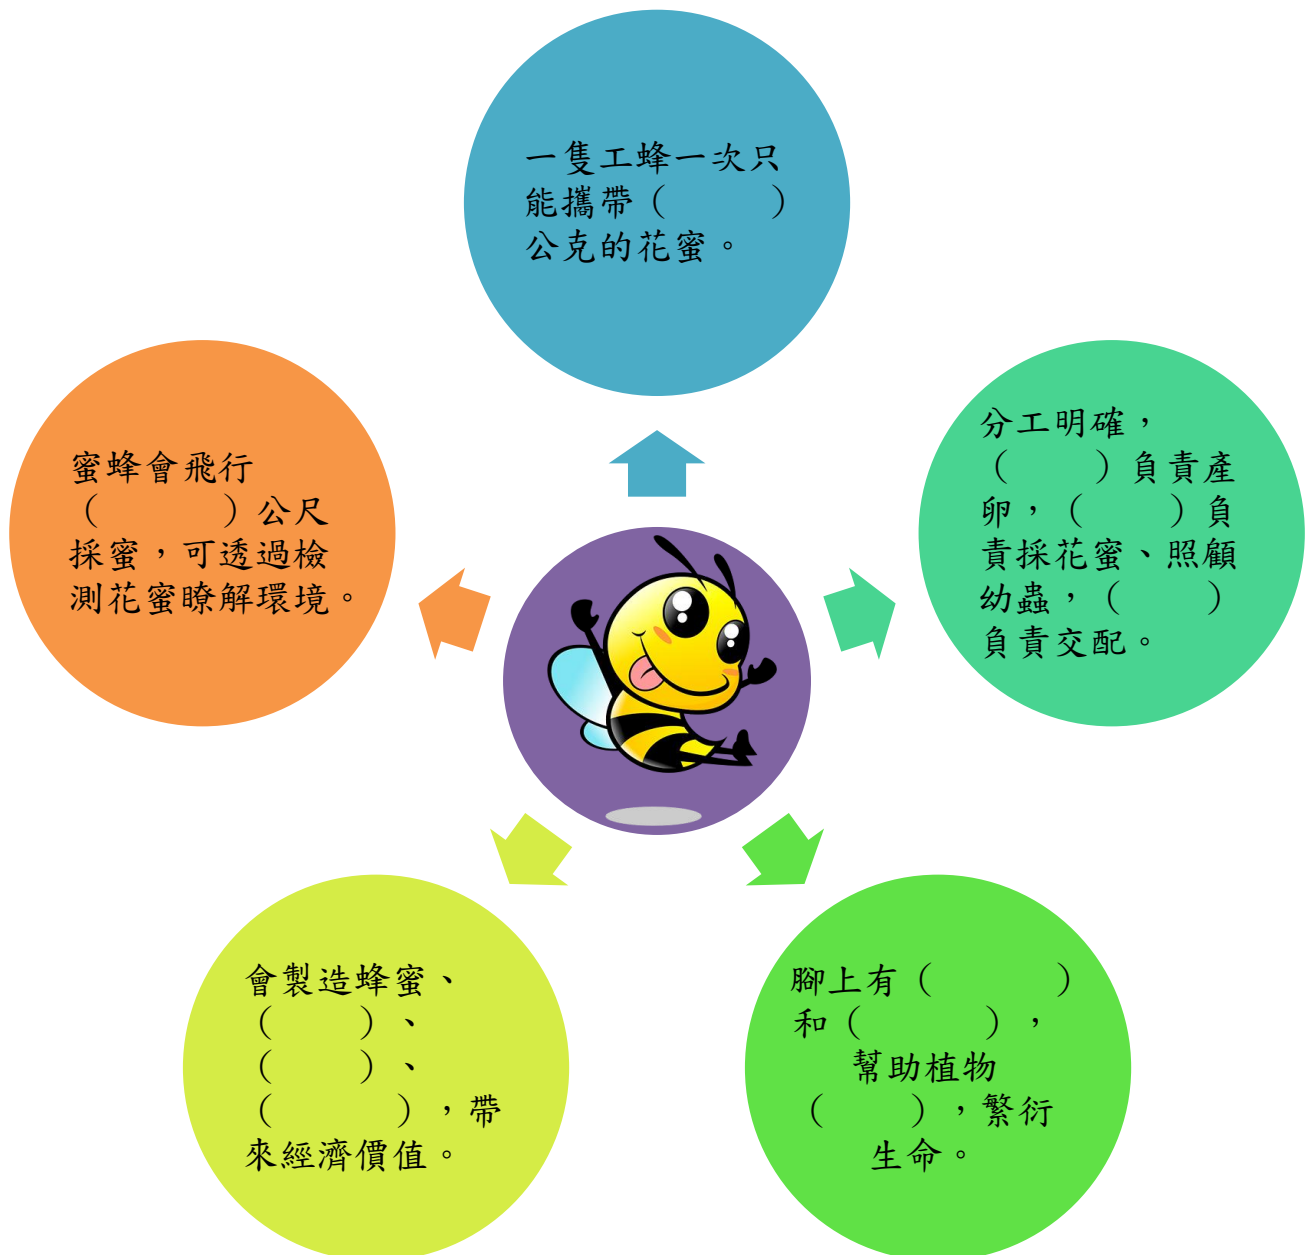 一隻工蜂一次只
能攜帶（　　　）
公克的花蜜。
分工明確，
（　　）負責產
卵，（　　）負
責採花蜜、照顧
幼蟲，（　　）
負責交配。
腳上有（　　　）
和（　　　），
幫助植物
（　　），繁衍
生命。
會製造蜂蜜、
（　　）、
（　　）、
（　　　），帶
來經濟價值。
蜜蜂會飛行
（　　　）公尺
採蜜，可透過檢
測花蜜瞭解環境。